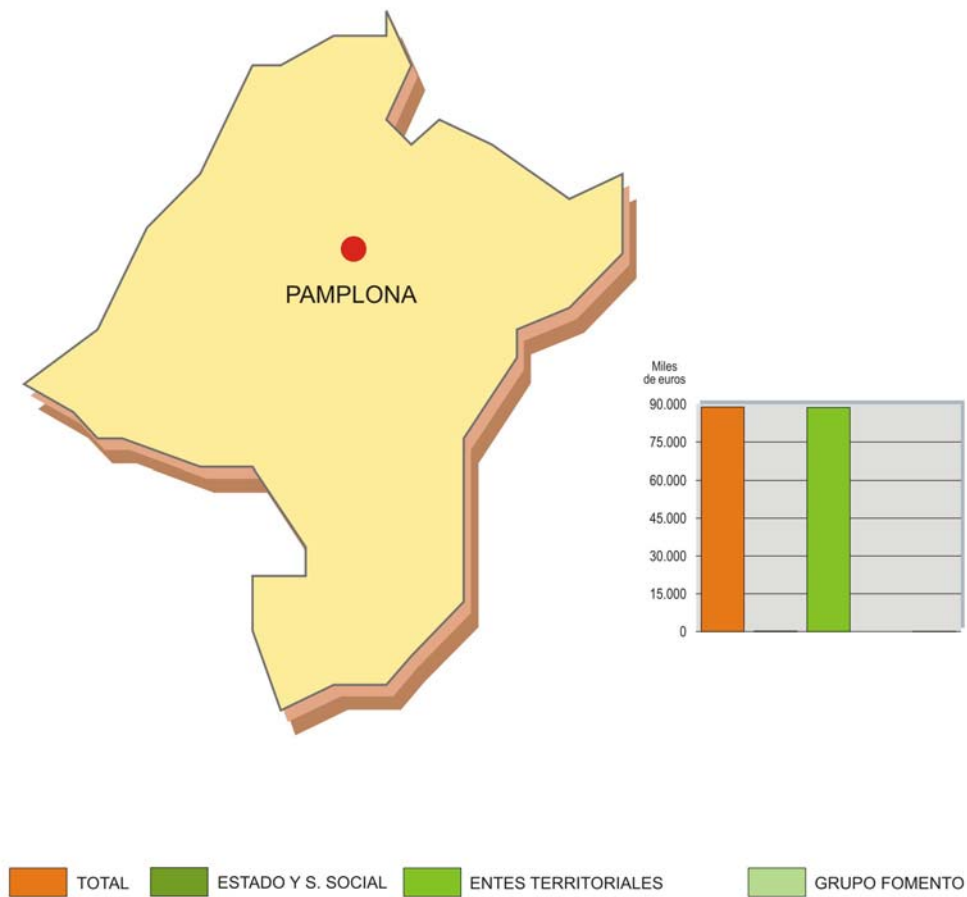 PAMPLONA
Miles
de euros
90.000
75.000
60.000
45.000
30.000
15.000
0
TOTAL
ESTADO Y S. SOCIAL
ENTES TERRITORIALES
GRUPO FOMENTO